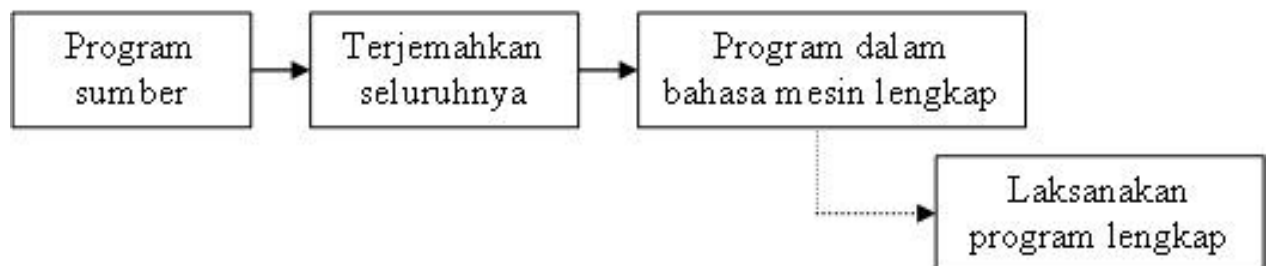 Program
sumber
Terjemahkan
seluruhnya
Program dalam
bahasa mesin lengkap
Laksanakan
program lengkap